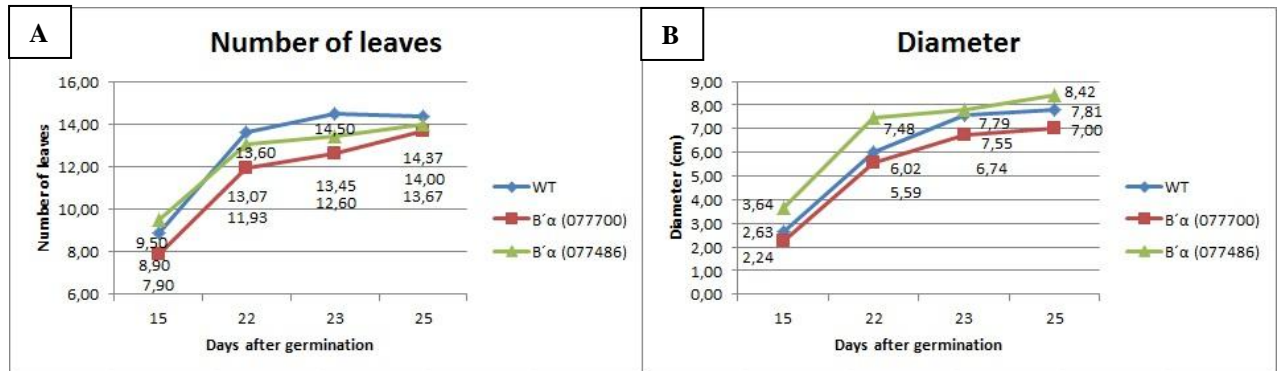 A
Number of leaves
16,00
14,00
12,00
10,00
8,00
6,00
Number of leaves
9,50
8,90
7,90
13,60
13,07
11,93
14,50
13,45
12,60
14,37
14,00
13,67
15 22 23 25
Days after germination
WT
B´α (077700)
B´α (077486)
B
Diameter
9,00
8,00
7,00
6,00
5,00
4,00
3,00
2,00
1,00
0,00
Diameter (cm)
3,64
2,63
2,24
7,48
6,02
5,59
7,79
7,55
6,74
8,42
7,81
7,00
15 22 23 25
Days after germination
WT
B´α (077700)
B´α (077486)